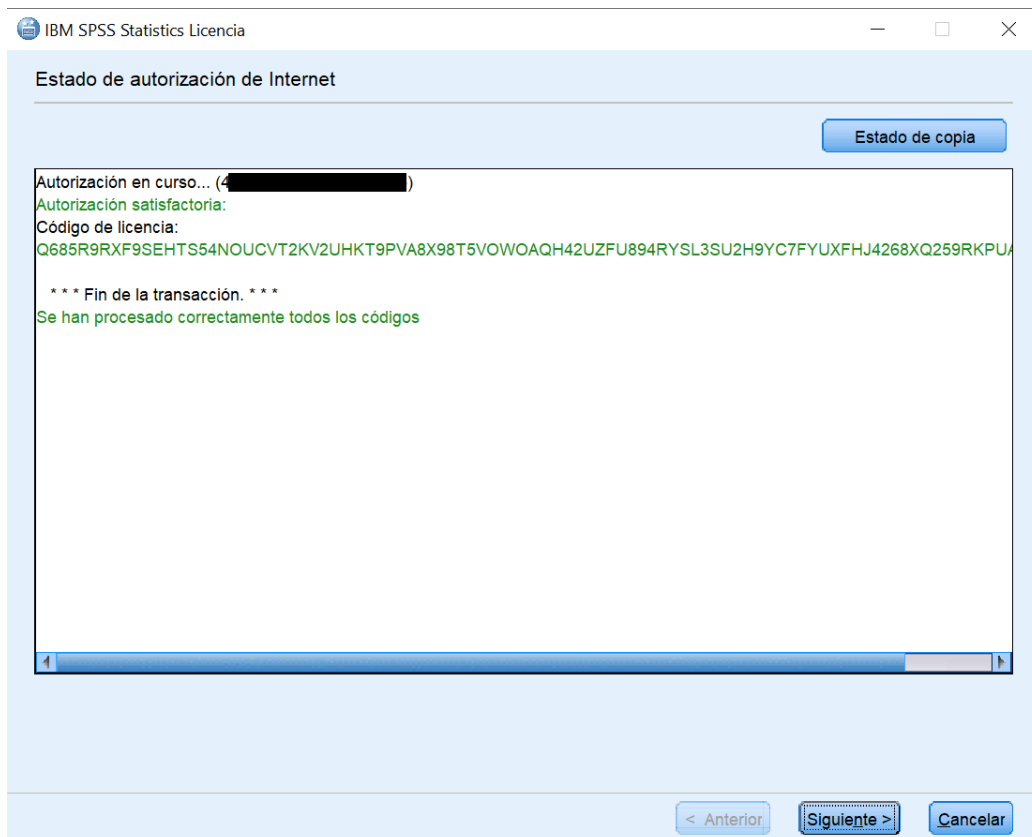 IBM SPSS Statistics Licencia
Estado de autorización de Internet
Estado de copia
Autorización en curso... (4 )
Autorización satisfactoria:
Código de licencia:
Q685R9RXF9SEHTS54NOUCVT2KV2UHKT9PVA8X98T5VOWOAQH42UZFU894RYSL3SU2H9YC7FYUXFHJ4268XQ259RKPUA
* * * Fin de la transacción. * * *
Se han procesado correctamente todos los códigos
< Anterior
Siguiente >
Cancelar